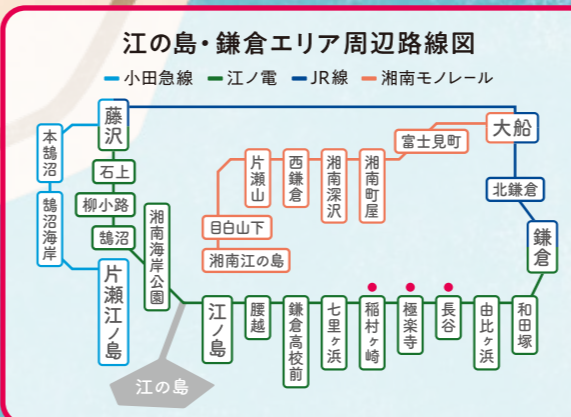 江の島・鎌倉エリア周辺路線図
小田急線 江ノ電 JR線 湘南モノレール
藤沢
本鵠沼
石上
柳小路
鵠沼
鵠沼海岸
片瀬江ノ島
湘南海岸公園
大船
富士見町
湘南町屋
湘南深沢
西鎌倉
片瀬山
目白山下
湘南江の島
北鎌倉
鎌倉
江ノ島
腰越
鎌倉高校前
七里ヶ浜
稲村ヶ崎
極楽寺
長谷
由比ヶ浜
和田塚
江の島